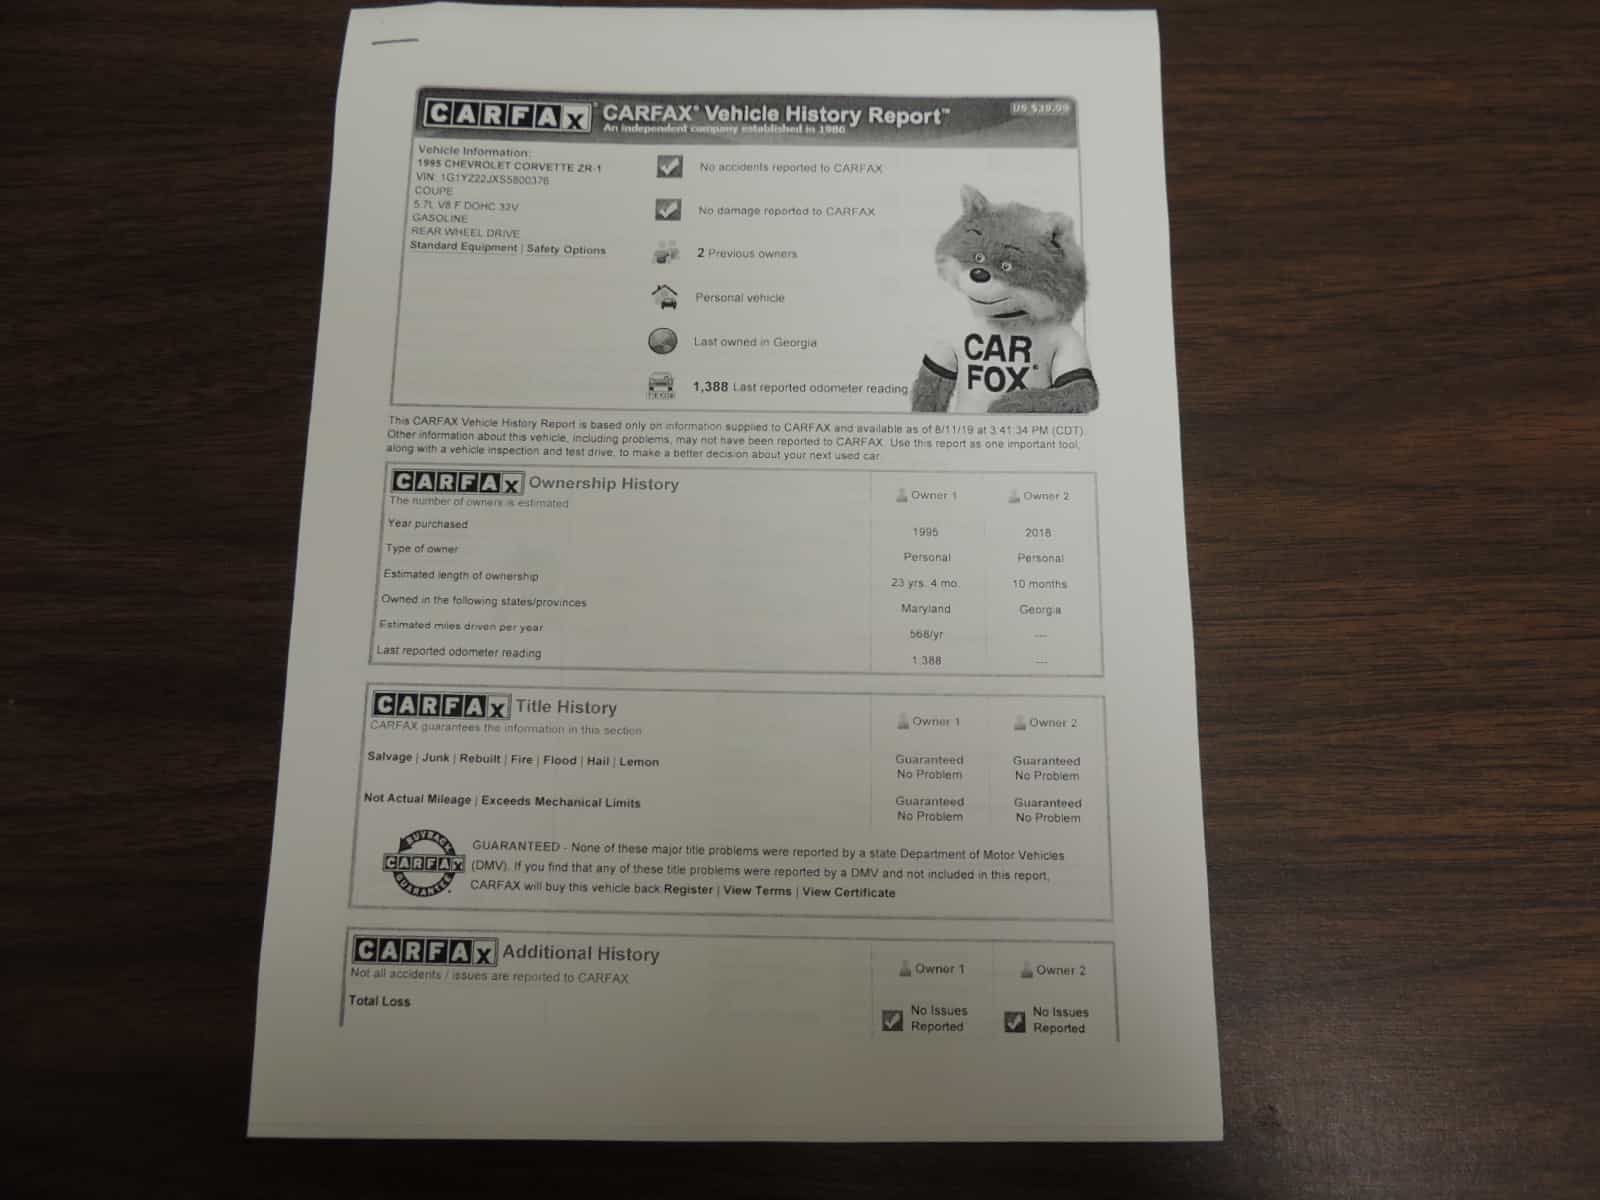 CARFAX CARFAX® Vehicle History Report™
US $39.99
An independent company established in 1986
Vehicle Information:
1995 CHEVROLET CORVETTE ZR-1
VIN: 1G1YZ22JXS5800376
COUPE
5.7L V8 F DOHC 32V
GASOLINE
REAR WHEEL DRIVE
Standard Equipment | Safety Options
No accidents reported to CARFAX
No damage reported to CARFAX
2 Previous owners
Personal vehicle
Last owned in Georgia
1,388 Last reported odometer reading
CAR
FOX®
This CARFAX Vehicle History Report is based only on information supplied to CARFAX and available as of 8/11/19 at 3:41:34 PM (CDT).
Other information about this vehicle, including problems, may not have been reported to CARFAX. Use this report as one important tool,
along with a vehicle inspection and test drive, to make a better decision about your next used car.
CARFAX Ownership History
The number of owners is estimated
Owner 1 Owner 2
Year purchased 1995 2018
Type of owner Personal Personal
Estimated length of ownership 23 yrs. 4 mo. 10 months
Owned in the following states/provinces Maryland Georgia
Estimated miles driven per year 568/yr ---
Last reported odometer reading 1,388 ---
CARFAX Title History
CARFAX guarantees the information in this section
Owner 1 Owner 2
Salvage | Junk | Rebuilt | Fire | Flood | Hail | Lemon Guaranteed Guaranteed
No Problem No Problem
Not Actual Mileage | Exceeds Mechanical Limits Guaranteed Guaranteed
No Problem No Problem
BUYBACK
CARFAX
GUARANTEE
GUARANTEED - None of these major title problems were reported by a state Department of Motor Vehicles
(DMV). If you find that any of these title problems were reported by a DMV and not included in this report,
CARFAX will buy this vehicle back Register | View Terms | View Certificate
CARFAX Additional History
Not all accidents / issues are reported to CARFAX
Owner 1 Owner 2
Total Loss No Issues No Issues
Reported Reported